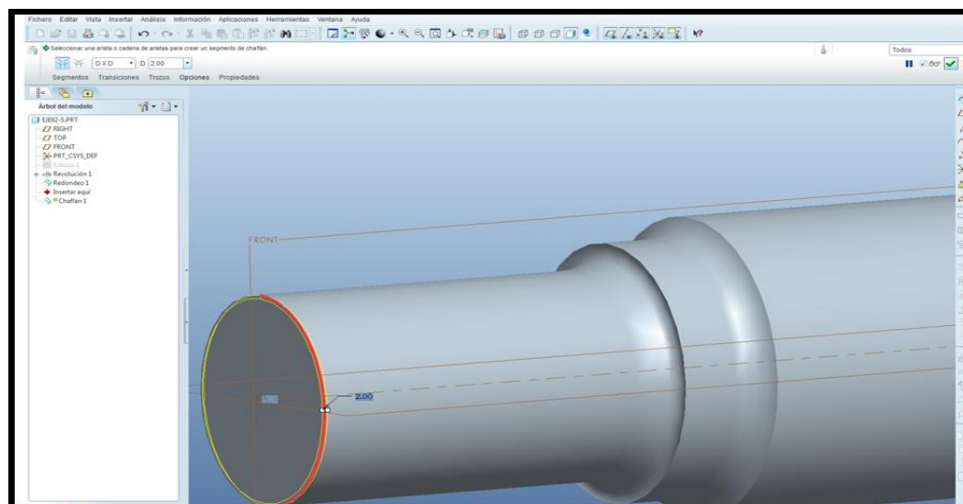 Fichero Editar Vista Insertar Análisis Información Aplicaciones Herramientas Ventana Ayuda
Seleccionar una arista o cadena de aristas para crear un segmento de chaflán.
Todos
D X D D 2.00
Segmentos Transiciones Trozos Opciones Propiedades
Árbol del modelo
EJE02-5.PRT
RIGHT
TOP
FRONT
PRT_CSYS_DEF
Revolución 1
Redondeo 1
Insertar aquí
Chaflán 1
FRONT
2.00